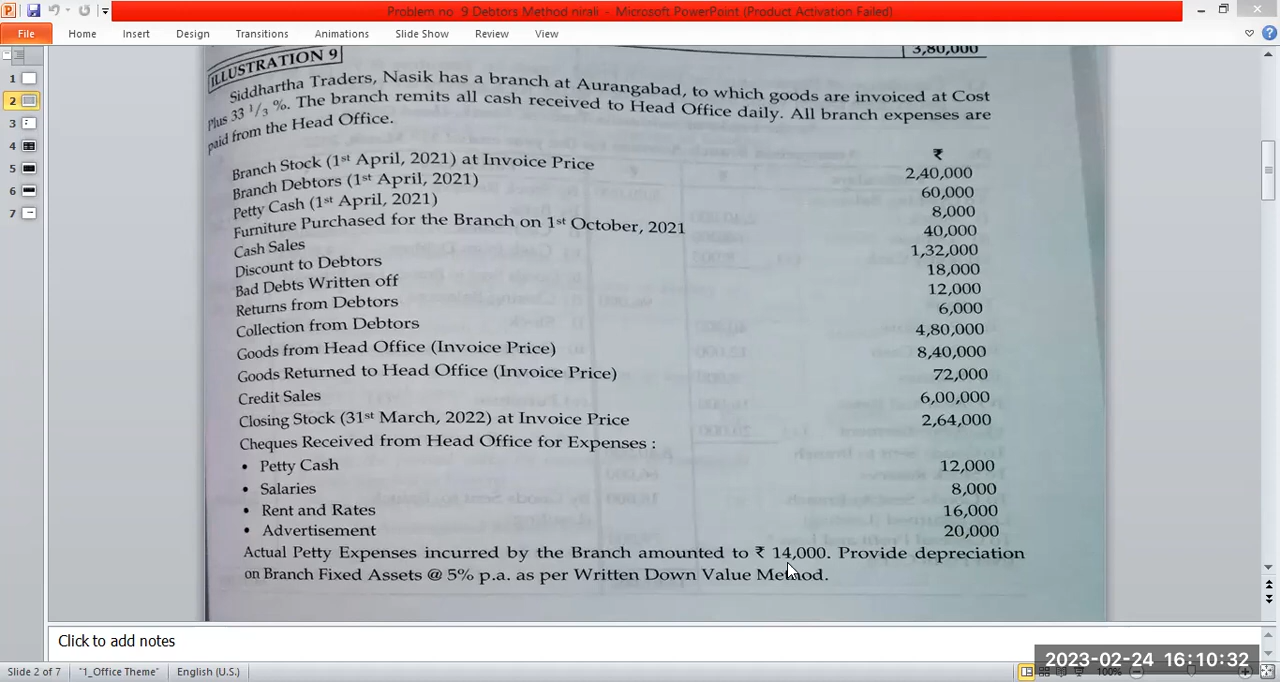 Problem no 9 Debtors Method nirali - Microsoft PowerPoint (Product Activation Failed)
File Home Insert Design Transitions Animations Slide Show Review View
1
2
3
4
5
6
7
3,80,000
ILLUSTRATION 9
Siddhartha Traders, Nasik has a branch at Aurangabad, to which goods are invoiced at Cost
Plus 33 1/3 %. The branch remits all cash received to Head Office daily. All branch expenses are
paid from the Head Office.
₹
Branch Stock (1st April, 2021) at Invoice Price 2,40,000
Branch Debtors (1st April, 2021) 60,000
Petty Cash (1st April, 2021) 8,000
Furniture Purchased for the Branch on 1st October, 2021 40,000
Cash Sales 1,32,000
Discount to Debtors 18,000
Bad Debts Written off 12,000
Returns from Debtors 6,000
Collection from Debtors 4,80,000
Goods from Head Office (Invoice Price) 8,40,000
Goods Returned to Head Office (Invoice Price) 72,000
Credit Sales 6,00,000
Closing Stock (31st March, 2022) at Invoice Price 2,64,000
Cheques Received from Head Office for Expenses :
• Petty Cash 12,000
• Salaries 8,000
• Rent and Rates 16,000
• Advertisement 20,000
Actual Petty Expenses incurred by the Branch amounted to ₹ 14,000. Provide depreciation
on Branch Fixed Assets @ 5% p.a. as per Written Down Value Method.
Click to add notes
2023-02-24 16:10:32
Slide 2 of 7 "1_Office Theme" English (U.S.) 100%